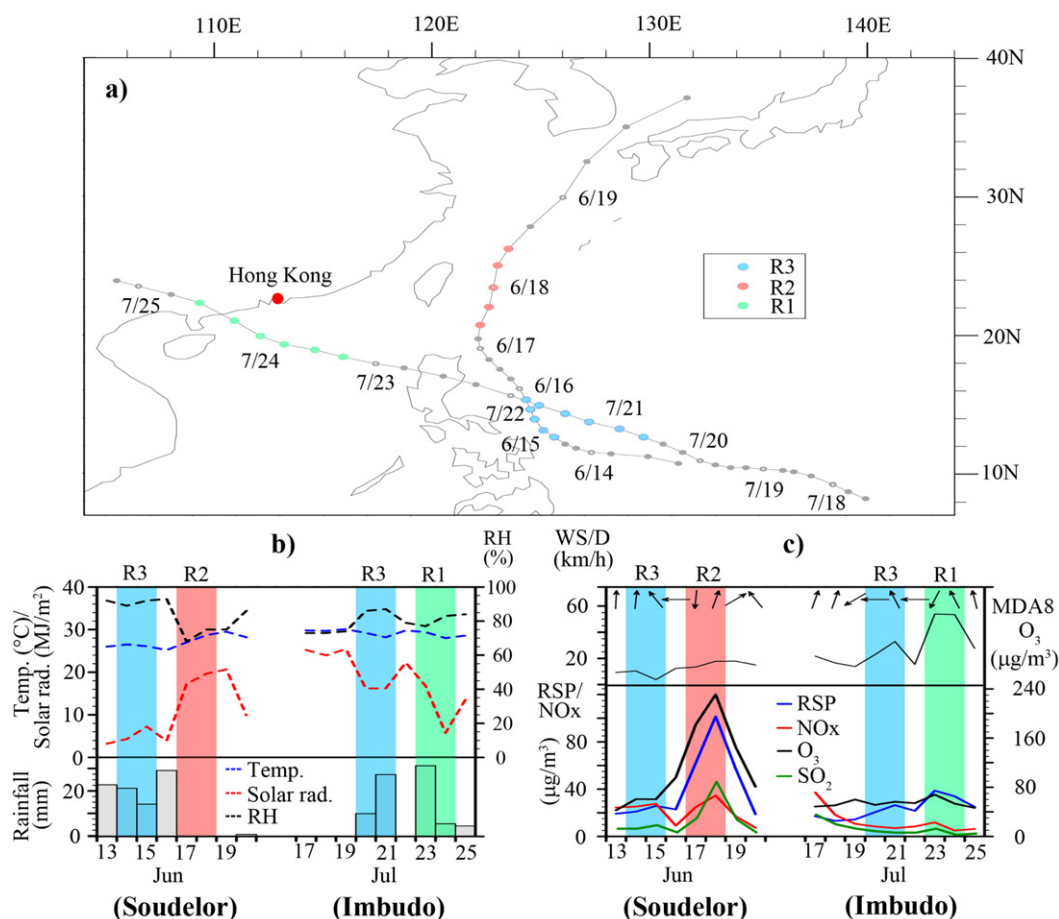 110E 120E 130E 140E
40N
a)
30N
6/19
Hong Kong
R3
R2
R1
7/25
6/18
20N
7/24
6/17
7/23
6/16
7/22
7/21
6/15
7/20
6/14
10N
7/19
7/18
b)
RH
(%)
WS/D
km/h
c)
R3 R2 R3 R1
R3 R2 R3 R1
Temp. (°C)/
Solar rad. (MJ/m²)
40
30
20
10
0
100
80
60
40
20
0
Rainfall
(mm)
20
0
Temp.
Solar rad.
RH
13 15 17 19 17 19 21 23 25
Jun Jul
(Soudelor) (Imbudo)
60
20
MDA8
O₃
(μg/m³)
RSP/
NOx
(μg/m³)
80
40
0
240
160
80
0
RSP
NOx
O₃
SO₂
13 15 17 19 17 19 21 23 25
Jun Jul
(Soudelor) (Imbudo)